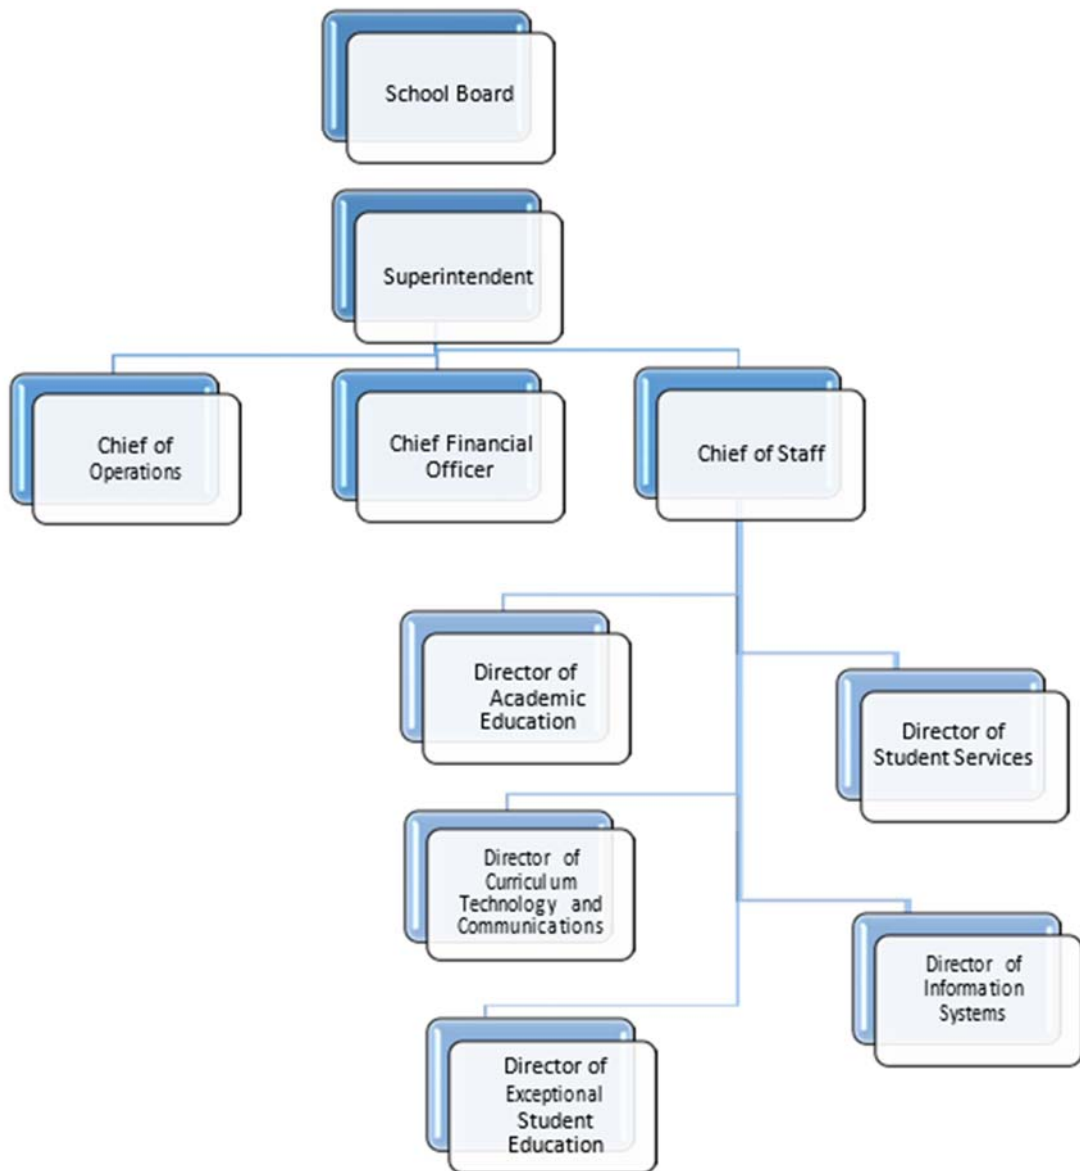 School Board
Superintendent
Chief of
Operations
Chief Financial
Officer
Chief of Staff
Director of
Academic
Education
Director of
Student Services
Director of
Curriculum
Technology and
Communications
Director of
Information
Systems
Director of
Exceptional
Student
Education